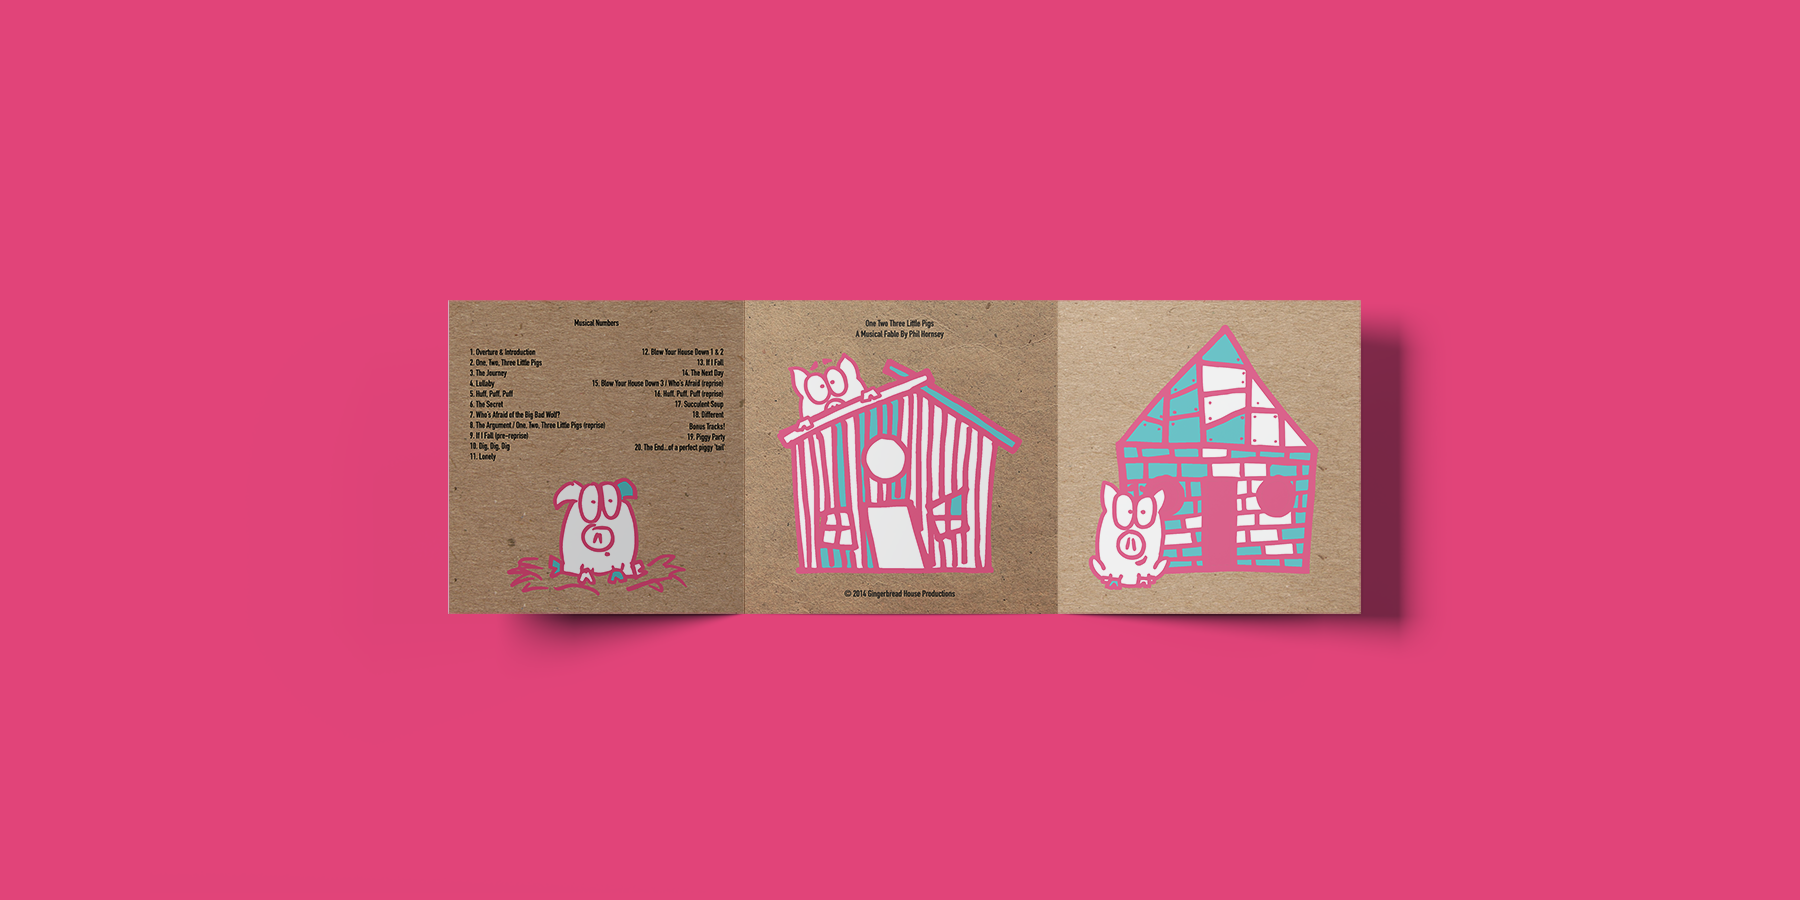 Musical Numbers
1. Overture & Introduction
2. One, Two, Three Little Pigs
3. The Journey
4. Lullaby
5. Huff, Puff, Puff
6. The Secret
7. Who's Afraid of the Big Bad Wolf?
8. The Argument / One, Two, Three Little Pigs (reprise)
9. If I Fall (pre-reprise)
10. Dig, Dig, Dig
11. Lonely
12. Blew Your House Down 1 & 2
13. If I Fall
14. The Next Day
15. Blew Your House Down 3 / Who's Afraid (reprise)
16. Huff, Puff, Puff (reprise)
17. Succulent Soup
18. Different
Bonus Tracks!
19. Piggy Party
20. The End...of a perfect piggy 'tail'
One Two Three Little Pigs
A Musical Fable By Phil Hornsey
© 2014 Gingerbread House Productions